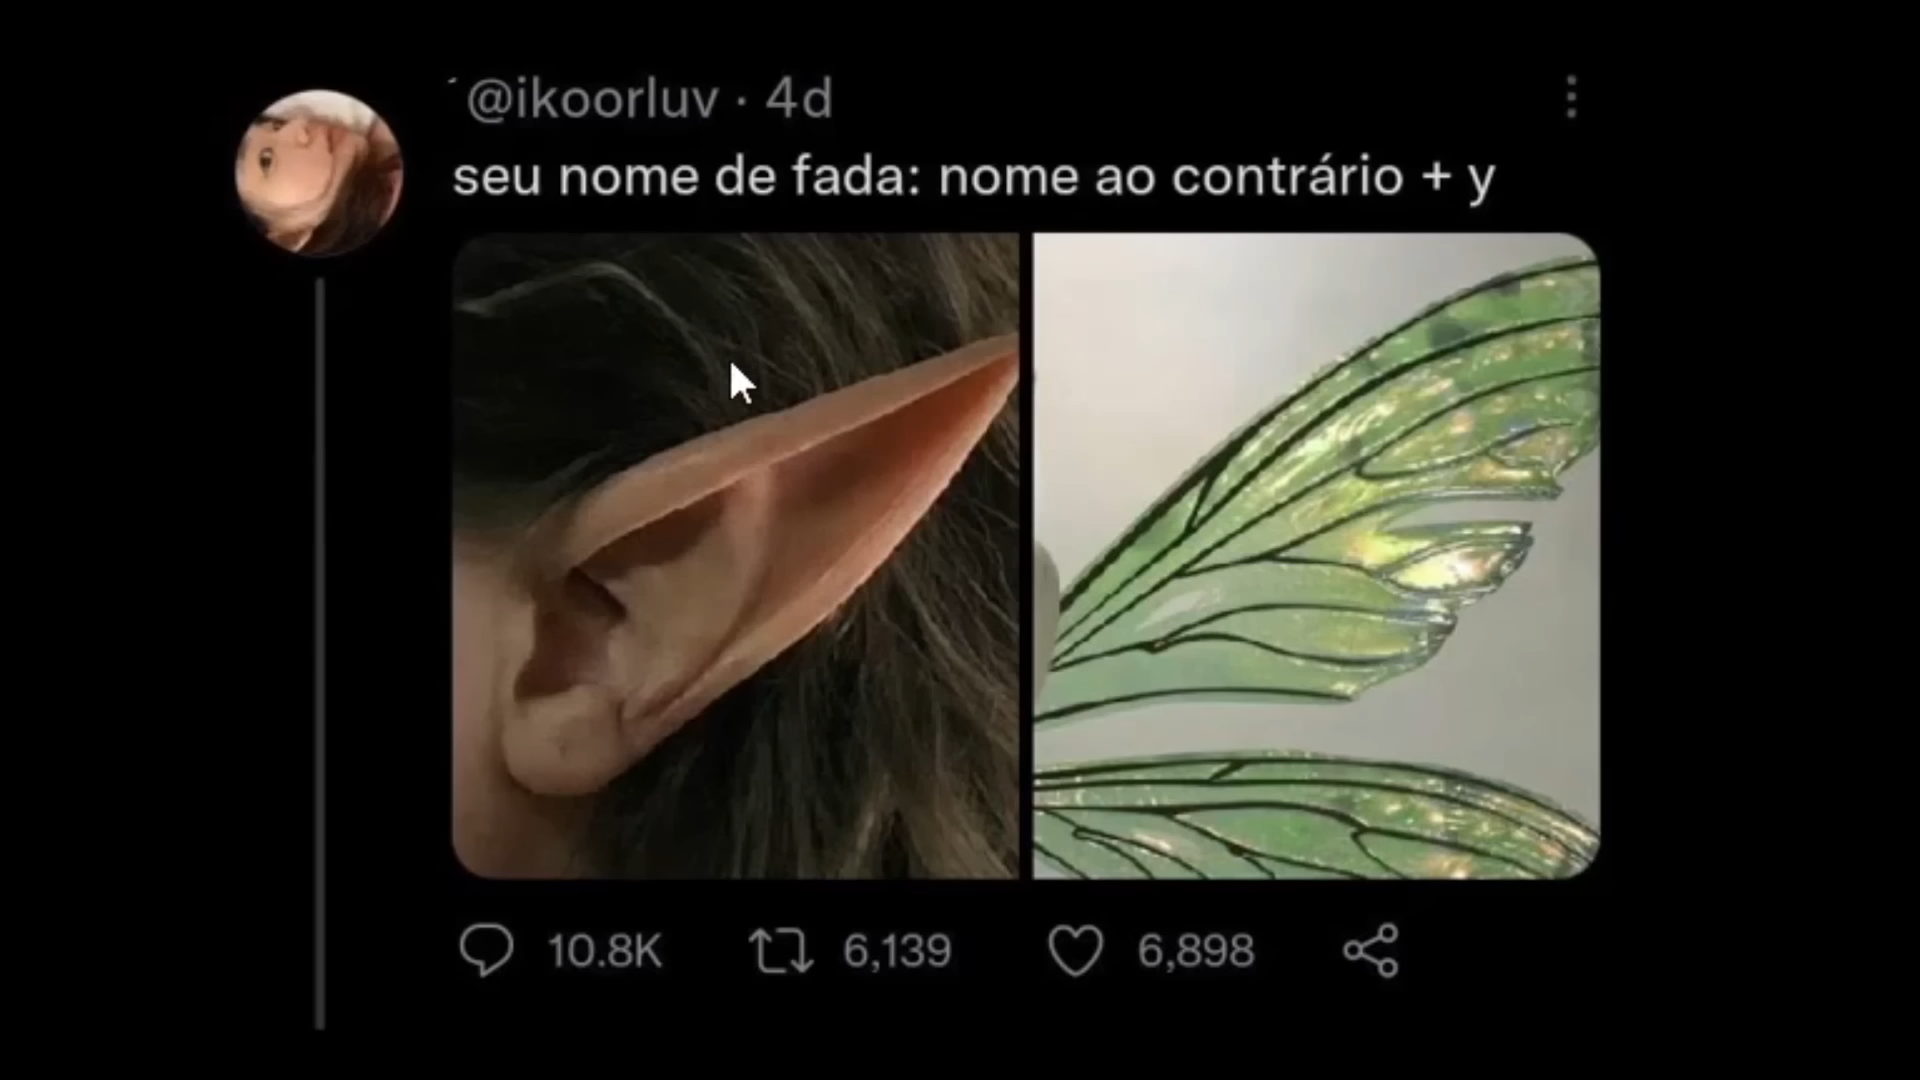 @ikoorluv · 4d
seu nome de fada: nome ao contrário + y
10.8K 6,139 6,898